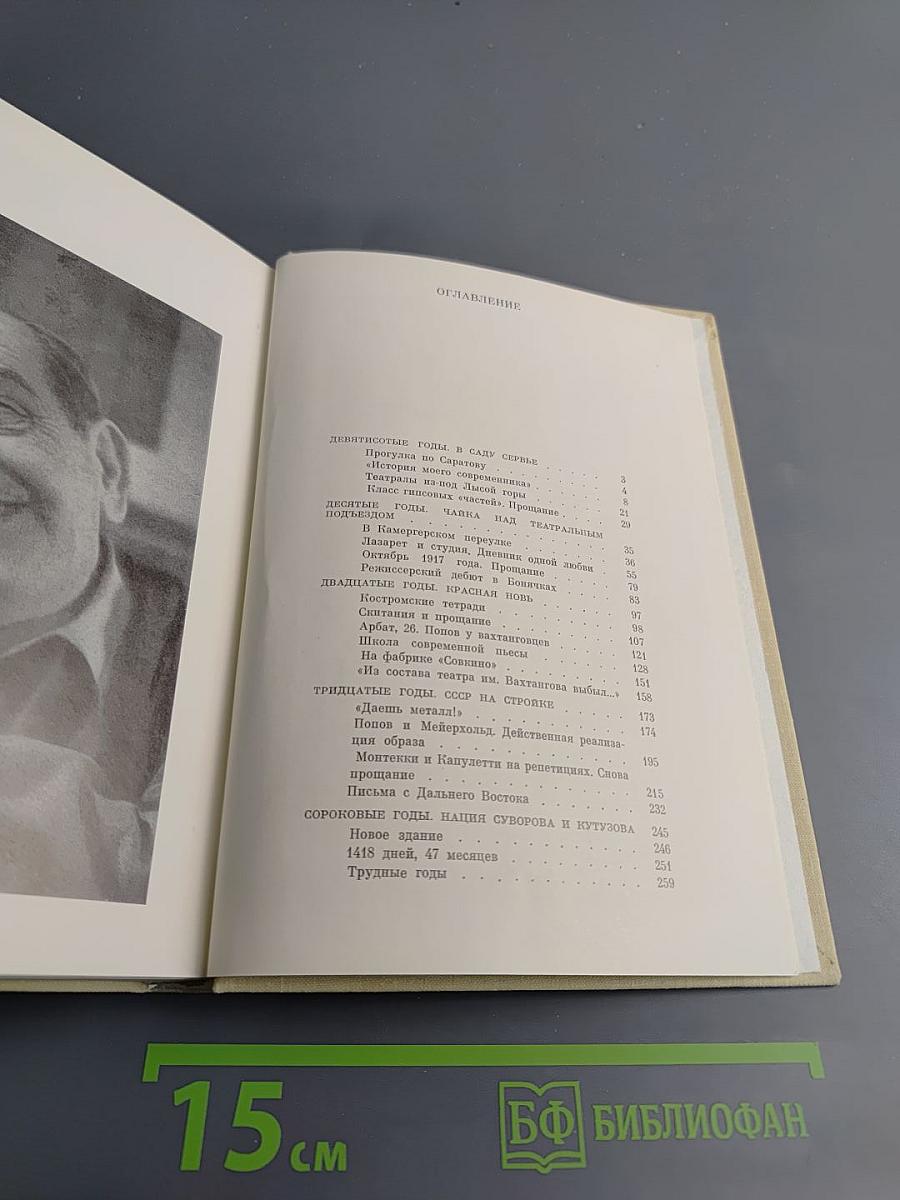 ОГЛАВЛЕНИЕ
ДЕВЯТИСОТЫЕ ГОДЫ. В САДУ СЕРВЬЕ . . . . . 3
Прогулка по Саратову . . . . . . . 4
«История моего современника» . . . . . . 8
Театралы из-под Лысой горы . . . . . . 21
Класс гипсовых «частей». Прощание . . . . 29
ДЕСЯТЫЕ ГОДЫ. ЧАЙКА НАД ТЕАТРАЛЬНЫМ
ПОДЪЕЗДОМ . . . . . . . . . . . 35
В Камергерском переулке . . . . . . . 36
Лазарет и студия. Дневник одной любви . 55
Октябрь 1917 года. Прощание . . . . . 79
Режиссерский дебют в Бонячках . . . . 83
ДВАДЦАТЫЕ ГОДЫ. КРАСНАЯ НОВЬ . . . . . 97
Костромские тетради . . . . . . . . 98
Скитания и прощание . . . . . . . . 107
Арбат, 26. Попов у вахтанговцев . . . . . 121
Школа современной пьесы . . . . . . 128
На фабрике «Совкино» . . . . . . . . 151
«Из состава театра им. Вахтангова выбыл...» 158
ТРИДЦАТЫЕ ГОДЫ. СССР НА СТРОЙКЕ . . . . . 173
«Даешь металл!» . . . . . . . . . 174
Попов и Мейерхольд. Действенная реализа-
ция образа . . . . . . . . . . . 195
Монтекки и Капулетти на репетициях. Снова
прощание . . . . . . . . . . . 215
Письма с Дальнего Востока . . . . . . 232
СОРОКОВЫЕ ГОДЫ. НАЦИЯ СУВОРОВА И КУТУЗОВА 245
Новое здание . . . . . . . . . . 246
1418 дней, 47 месяцев . . . . . . . . 251
Трудные годы . . . . . . . . . . . 259
15 см
БФ БИБЛИОФАН